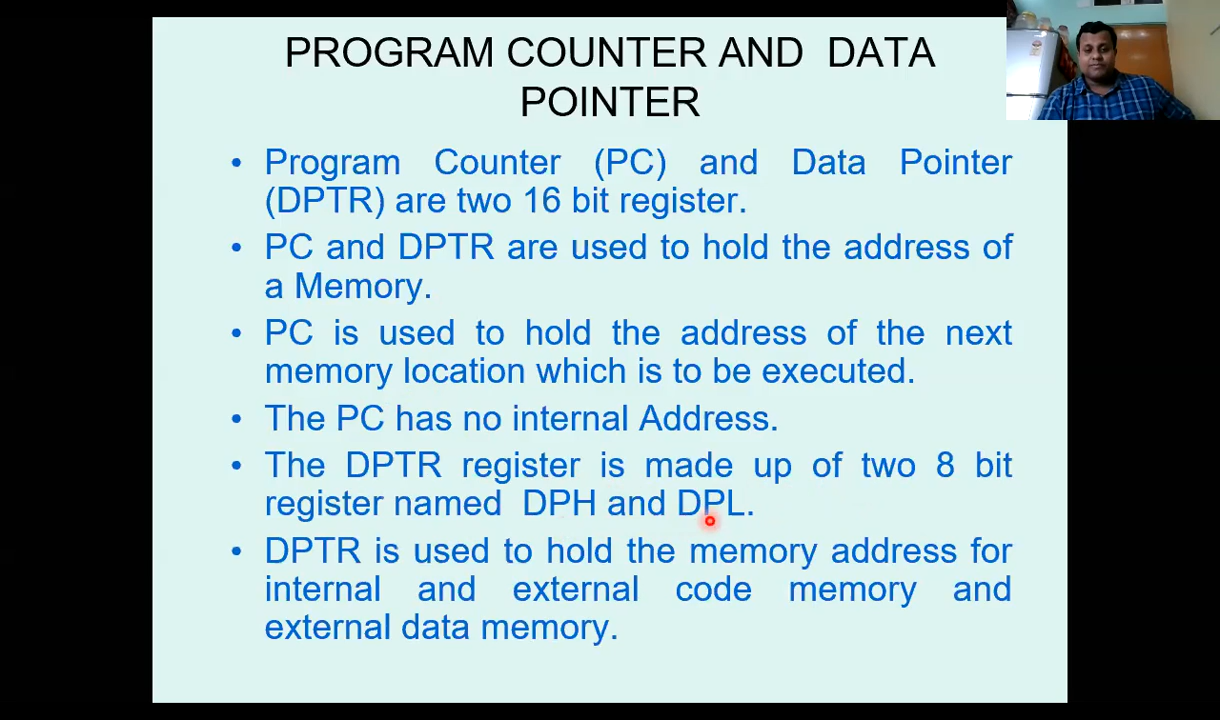 PROGRAM COUNTER AND DATA
POINTER
• Program Counter (PC) and Data Pointer
(DPTR) are two 16 bit register.
• PC and DPTR are used to hold the address of
a Memory.
• PC is used to hold the address of the next
memory location which is to be executed.
• The PC has no internal Address.
• The DPTR register is made up of two 8 bit
register named DPH and DPL.
• DPTR is used to hold the memory address for
internal and external code memory and
external data memory.